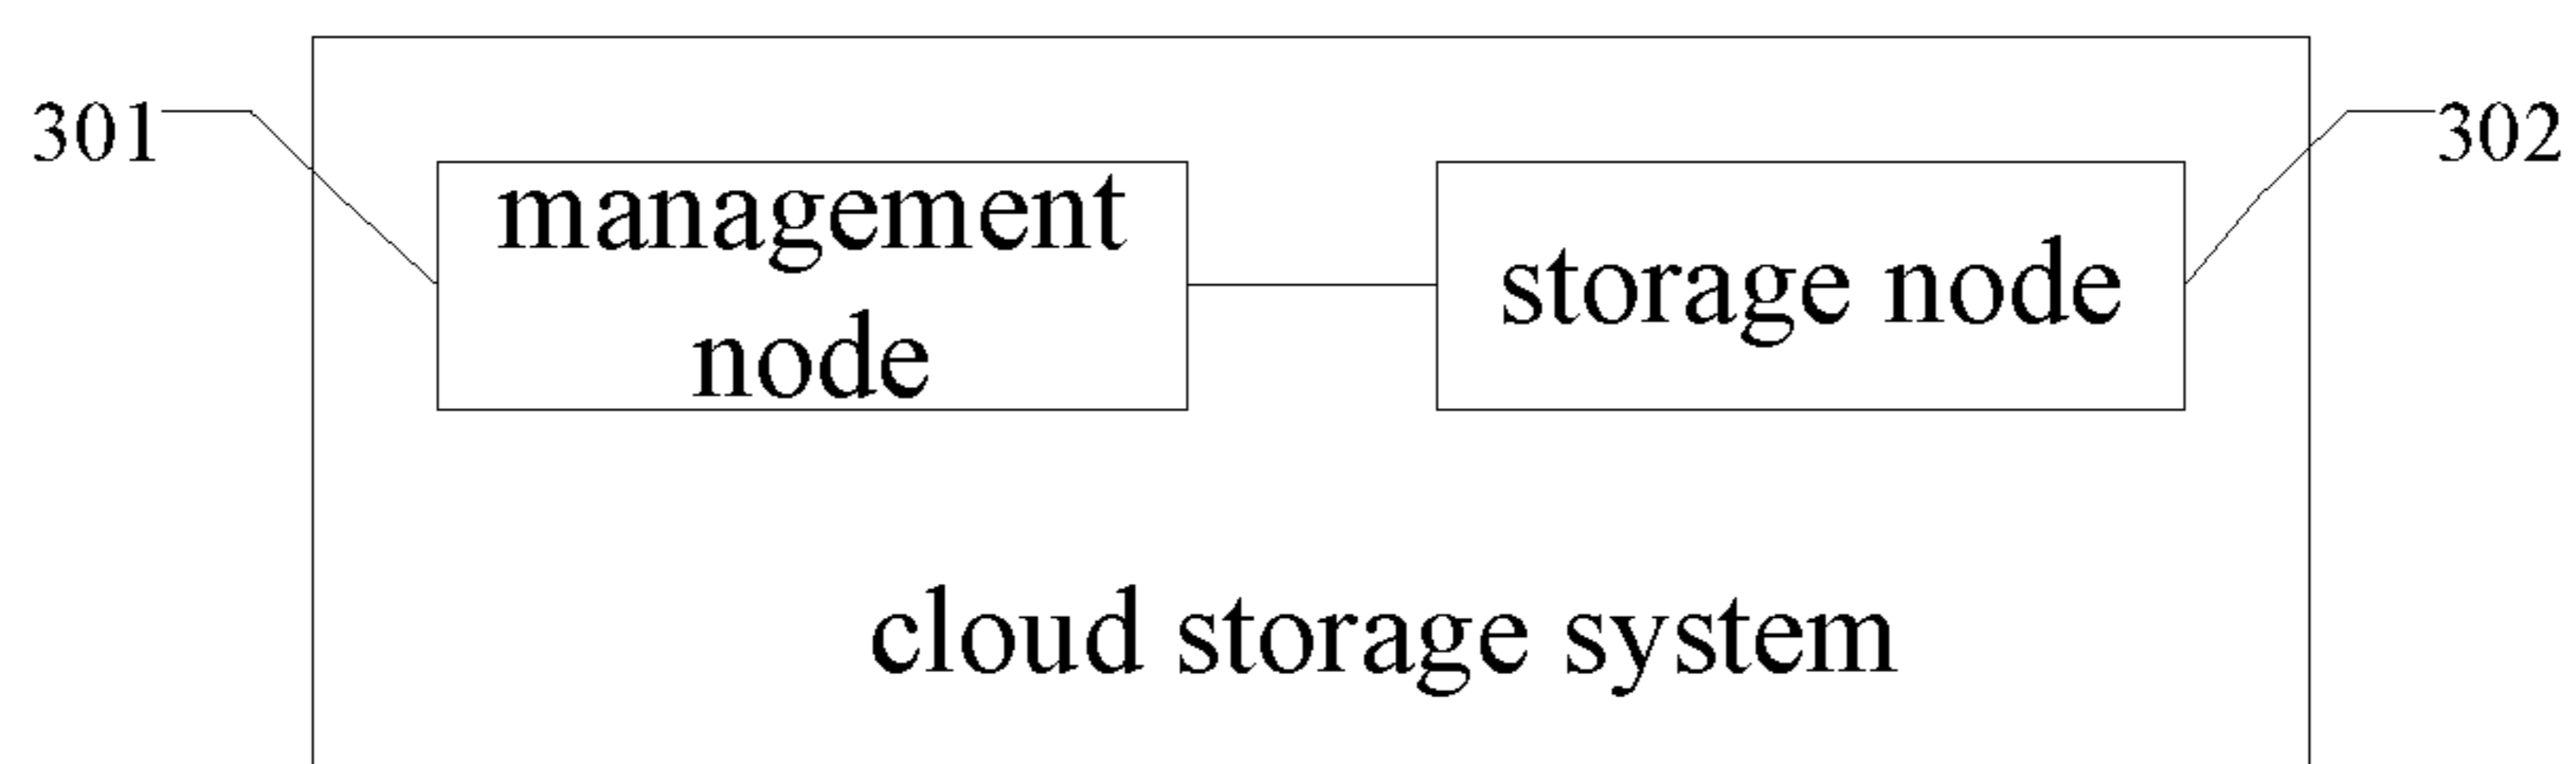 301
302
management
node
storage node
cloud storage system